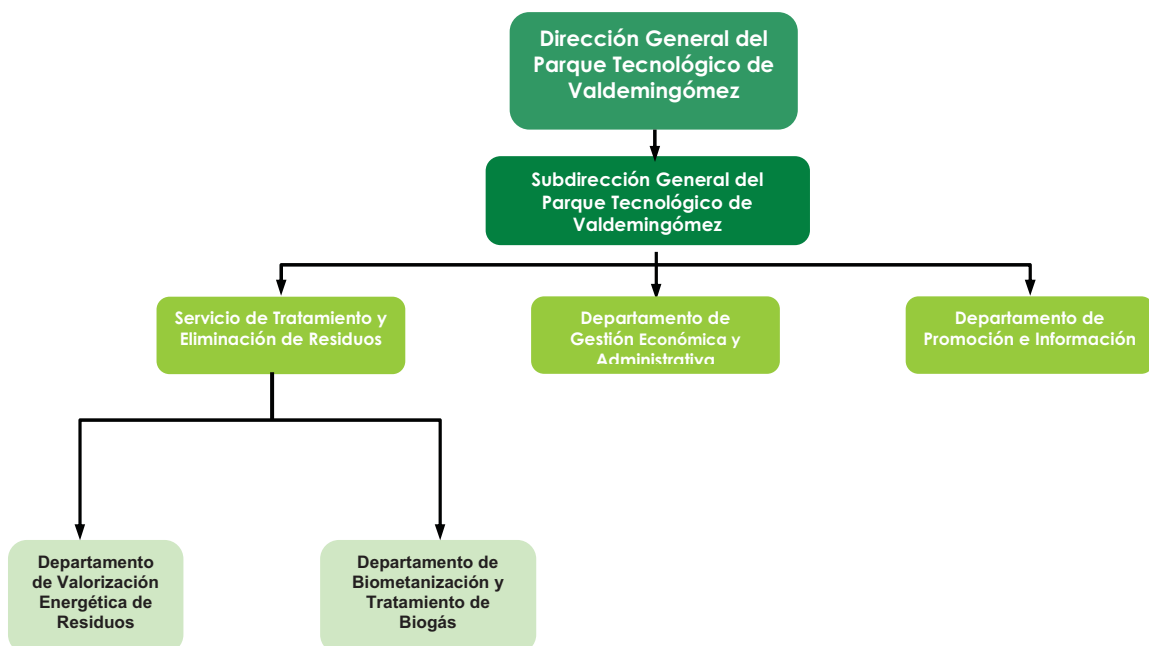 Dirección General del
Parque Tecnológico de
Valdemingómez
Subdirección General del
Parque Tecnológico de
Valdemingómez
Servicio de Tratamiento y
Eliminación de Residuos
Departamento de
Gestión Económica y
Administrativa
Departamento de
Promoción e Información
Departamento
de Valorización
Energética de
Residuos
Departamento de
Biometanización y
Tratamiento de
Biogás